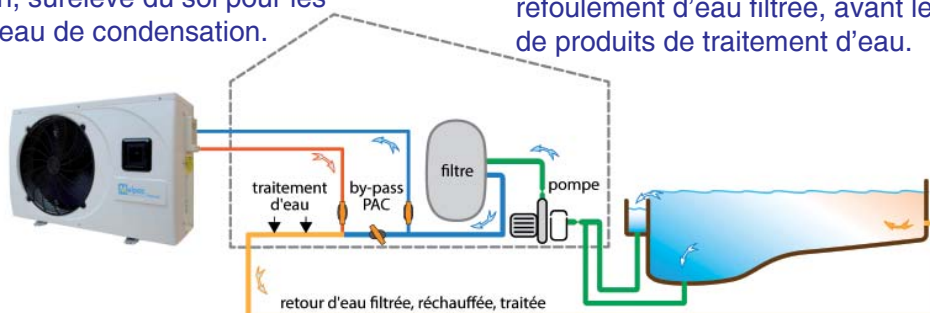 surélevé du sol pour les
eau de condensation.
refoulement d'eau filtrée, avant le
de produits de traitement d'eau.
filtre
pompe
traitement
d'eau
by-pass
PAC
retour d'eau filtrée, réchauffée, traitée